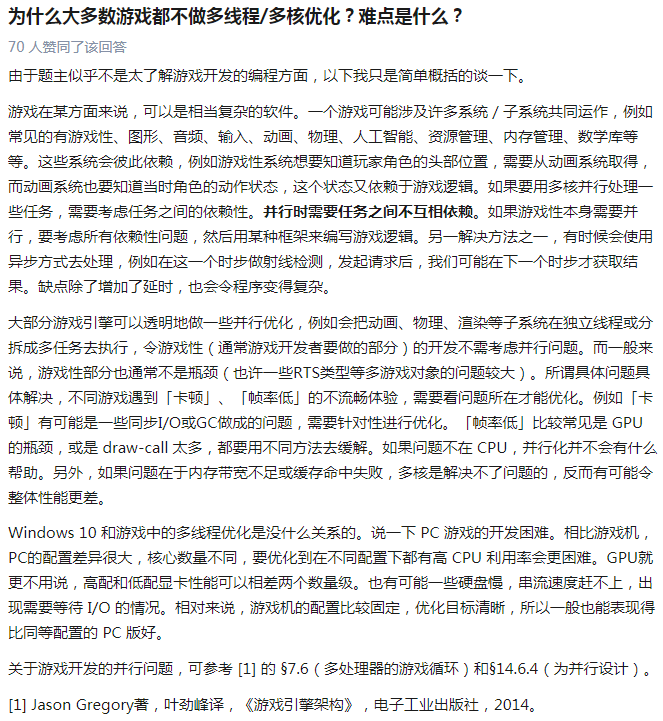 为什么大多数游戏都不做多线程/多核优化？难点是什么？
70 人赞同了该回答
由于题主似乎不是太了解游戏开发的编程方面，以下我只是简单概括的谈一下。
游戏在某方面来说，可以是相当复杂的软件。一个游戏可能涉及许多系统 / 子系统共同运作，例如
常见的有游戏性、图形、音频、输入、动画、物理、人工智能、资源管理、内存管理、数学库等
等。这些系统会彼此依赖，例如游戏性系统想要知道玩家角色的头部位置，需要从动画系统取得，
而动画系统也要知道当时角色的动作状态，这个状态又依赖于游戏逻辑。如果要用多核并行处理一
些任务，需要考虑任务之间的依赖性。并行时需要任务之间不互相依赖。如果游戏性本身需要并
行，要考虑所有依赖性问题，然后用某种框架来编写游戏逻辑。另一解决方法之一，有时候会使用
异步方式去处理，例如在这一个时步做射线检测，发起请求后，我们可能在下一个时步才获取结
果。缺点除了增加了延时，也会令程序变得复杂。
大部分游戏引擎可以透明地做一些并行优化，例如会把动画、物理、渲染等子系统在独立线程或分
拆成多任务去执行，令游戏性（通常游戏开发者要做的部分）的开发不需考虑并行问题。而一般来
说，游戏性部分也通常不是瓶颈（也许一些RTS类型等多游戏对象的问题较大）。所谓具体问题具
体解决，不同游戏遇到「卡顿」、「帧率低」的不流畅体验，需要看问题所在才能优化。例如「卡
顿」有可能是一些同步I/O或GC做成的问题，需要针对性进行优化。「帧率低」比较常见是 GPU
的瓶颈，或是 draw-call 太多，都要用不同方法去缓解。如果问题不在 CPU，并行化并不会有什么
帮助。另外，如果问题在于内存带宽不足或缓存命中失败，多核是解决不了问题的，反而有可能令
整体性能更差。
Windows 10 和游戏中的多线程优化是没什么关系的。说一下 PC 游戏的开发困难。相比游戏机，
PC的配置差异很大，核心数量不同，要优化到在不同配置下都有高 CPU 利用率会更困难。GPU就
更不用说，高配和低配显卡性能可以相差两个数量级。也有可能一些硬盘慢，串流速度赶不上，出
现需要等待 I/O 的情况。相对来说，游戏机的配置比较固定，优化目标清晰，所以一般也能表现得
比同等配置的 PC 版好。
关于游戏开发的并行问题，可参考 [1] 的 §7.6（多处理器的游戏循环）和§14.6.4（为并行设计）。
[1] Jason Gregory著，叶劲峰译，《游戏引擎架构》，电子工业出版社，2014。